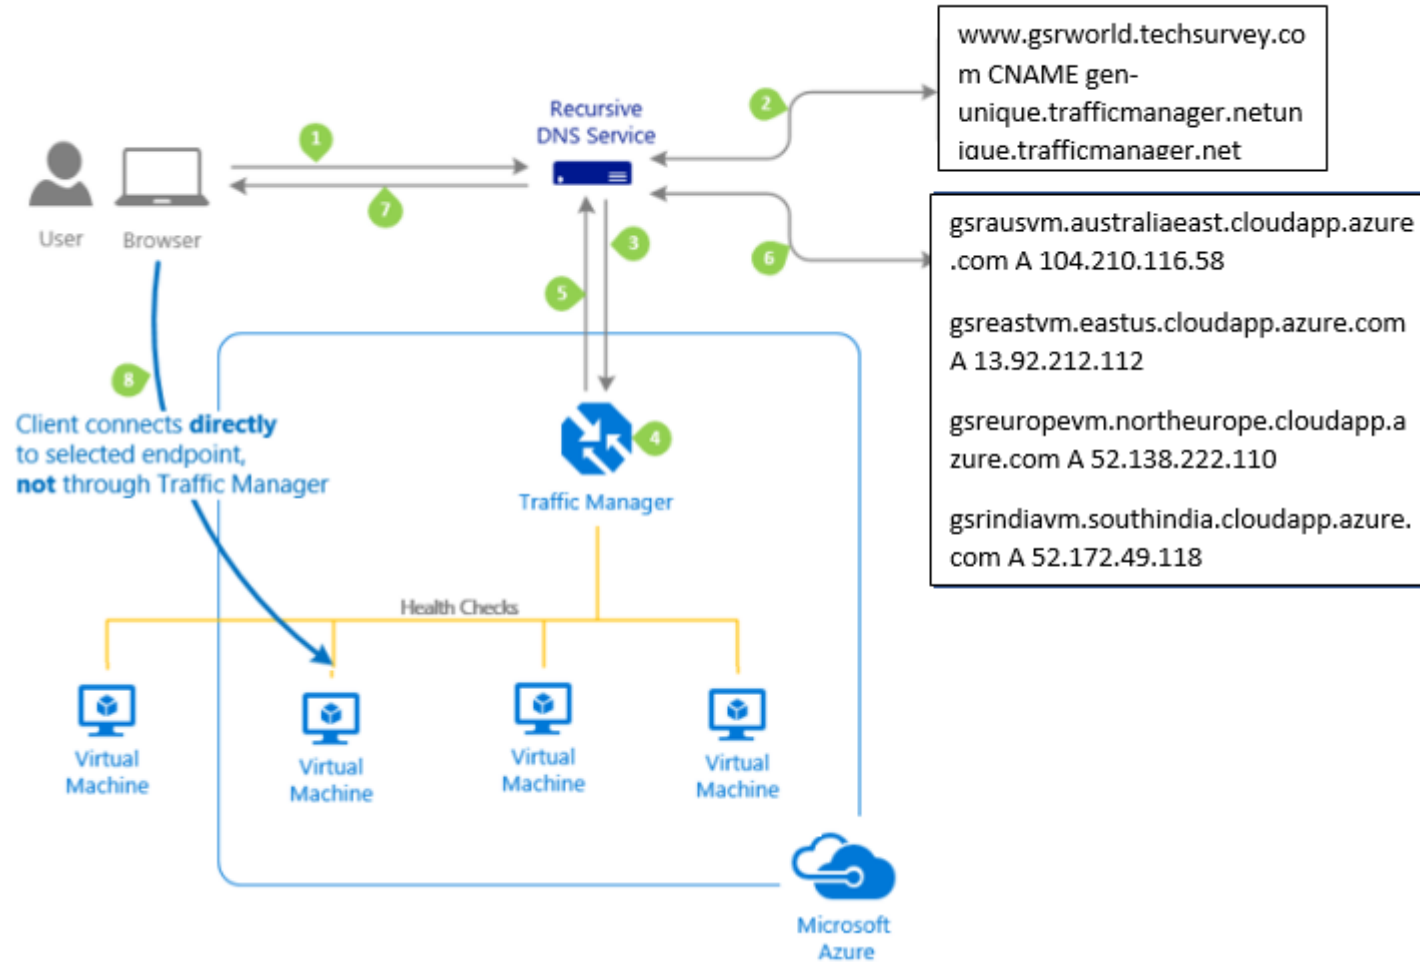 www.gsrworld.techsurvey.co
m CNAME gen-
unique.trafficmanager.netun
ique.trafficmanager.net
Recursive
DNS Service
2
1
7
User
Browser
3
6
5
gsrausvm.australiaeast.cloudapp.azure
.com A 104.210.116.58
gsreastvm.eastus.cloudapp.azure.com
A 13.92.212.112
gsreuropevm.northeurope.cloudapp.a
zure.com A 52.138.222.110
gsrindiavm.southindia.cloudapp.azure.
com A 52.172.49.118
8
Client connects directly
to selected endpoint,
not through Traffic Manager
4
Traffic Manager
Health Checks
Virtual
Machine
Virtual
Machine
Virtual
Machine
Virtual
Machine
Microsoft
Azure